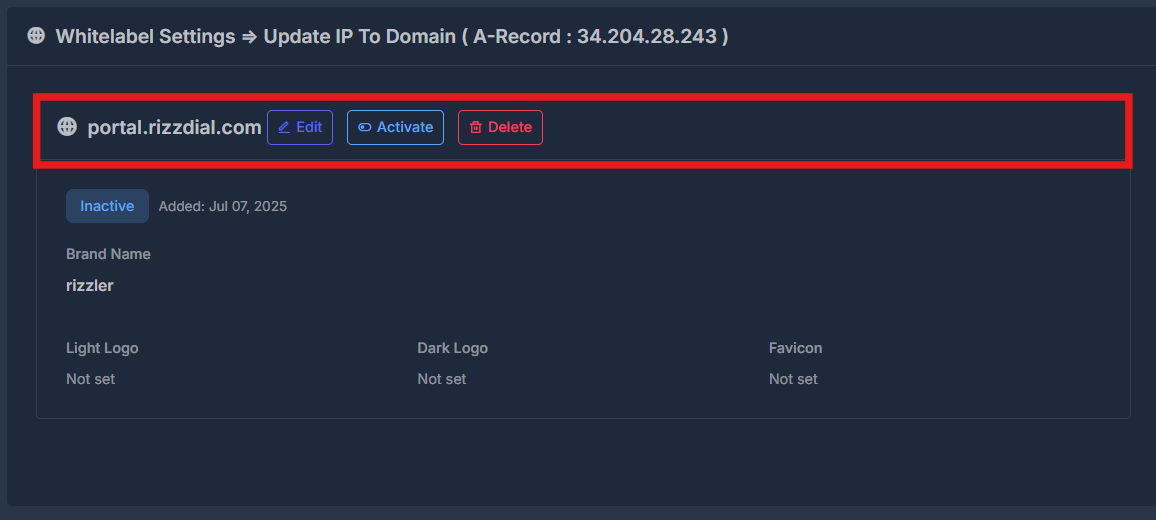 Whitelabel Settings ⇒ Update IP To Domain ( A-Record : 34.204.28.243 )
portal.rizzdial.com Edit Activate Delete
Inactive Added: Jul 07, 2025
Brand Name
rizzler
Light Logo Dark Logo Favicon
Not set Not set Not set